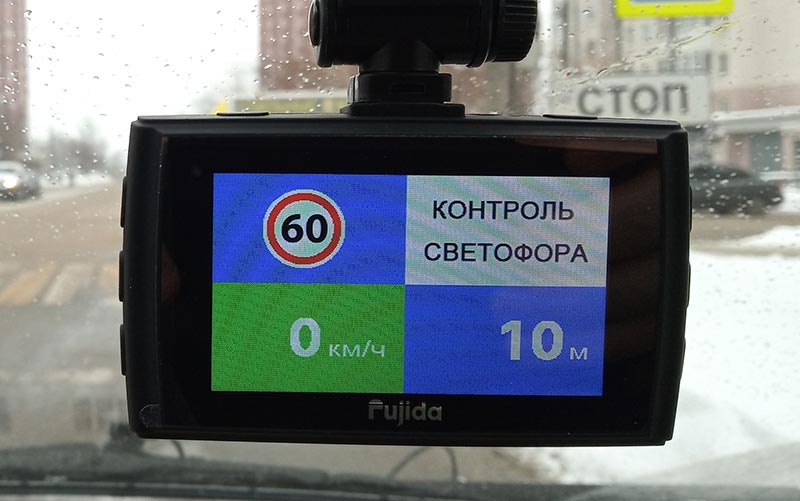 СТОП
60
КОНТРОЛЬ
СВЕТОФОРА
0 км/ч
10 м
Fujida